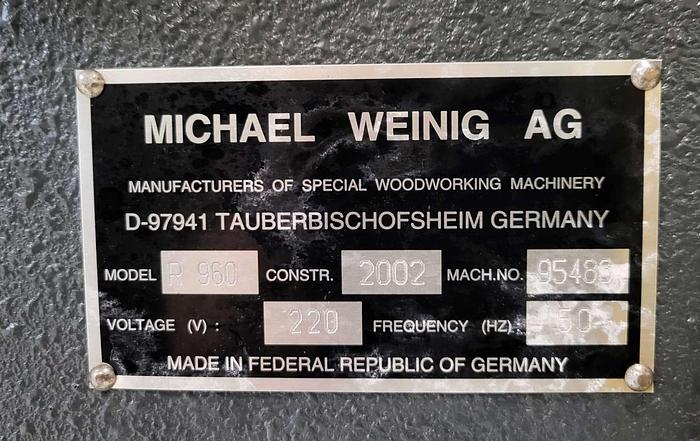 MICHAEL WEINIG AG
MANUFACTURERS OF SPECIAL WOODWORKING MACHINERY
D-97941 TAUBERBISCHOFSHEIM GERMANY
MODEL R 960 CONSTR. 2002 MACH.NO.
VOLTAGE (V) : 220 FREQUENCY (HZ) 50
MADE IN FEDERAL REPUBLIC OF GERMANY